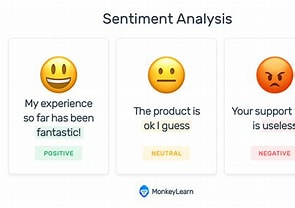 Sentiment Analysis
My experience
so far has been
fantastic!
POSITIVE
The product is
ok I guess
NEUTRAL
Your support
is useless
NEGATIVE
MonkeyLearn